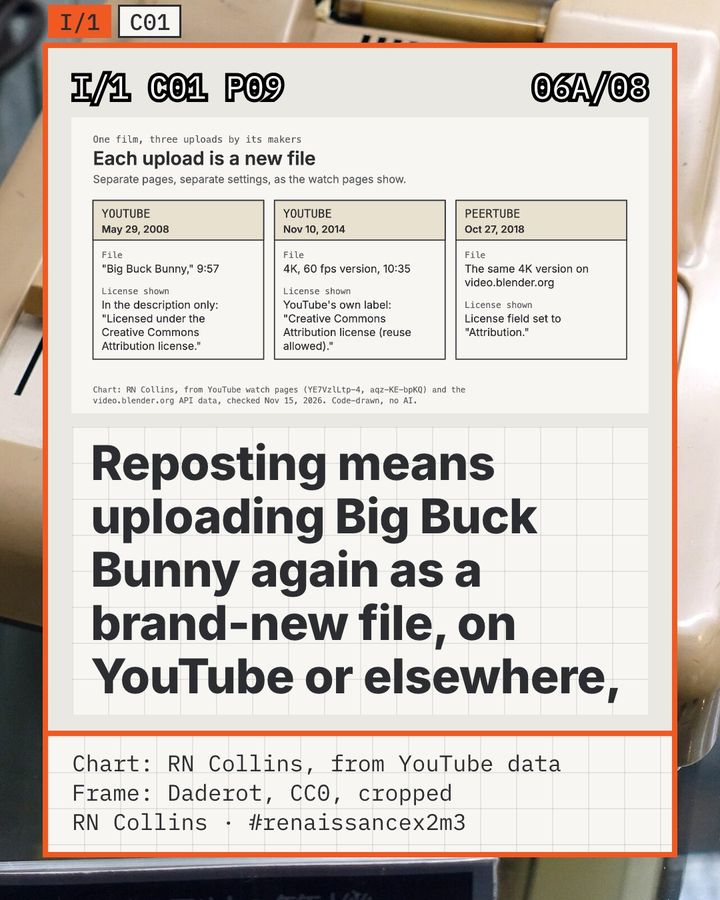 I/1 C01
I/1 C01 P09 06A/08
One film, three uploads by its makers
Each upload is a new file
Separate pages, separate settings, as the watch pages show.
YOUTUBE
May 29, 2008
File
"Big Buck Bunny," 9:57
License shown
In the description only:
"Licensed under the
Creative Commons
Attribution license."
YOUTUBE
Nov 10, 2014
File
4K, 60 fps version, 10:35
License shown
YouTube's own label:
"Creative Commons
Attribution license (reuse
allowed)."
PEERTUBE
Oct 27, 2018
File
The same 4K version on
video.blender.org
License shown
License field set to
"Attribution."
Chart: RN Collins, from YouTube watch pages (YE7VzlLtp-4, aqz-KE-bpKQ) and the
video.blender.org API data, checked Nov 15, 2026. Code-drawn, no AI.
Reposting means
uploading Big Buck
Bunny again as a
brand-new file, on
YouTube or elsewhere,
Chart: RN Collins, from YouTube data
Frame: Daderot, CC0, cropped
RN Collins · #renaissancex2m3